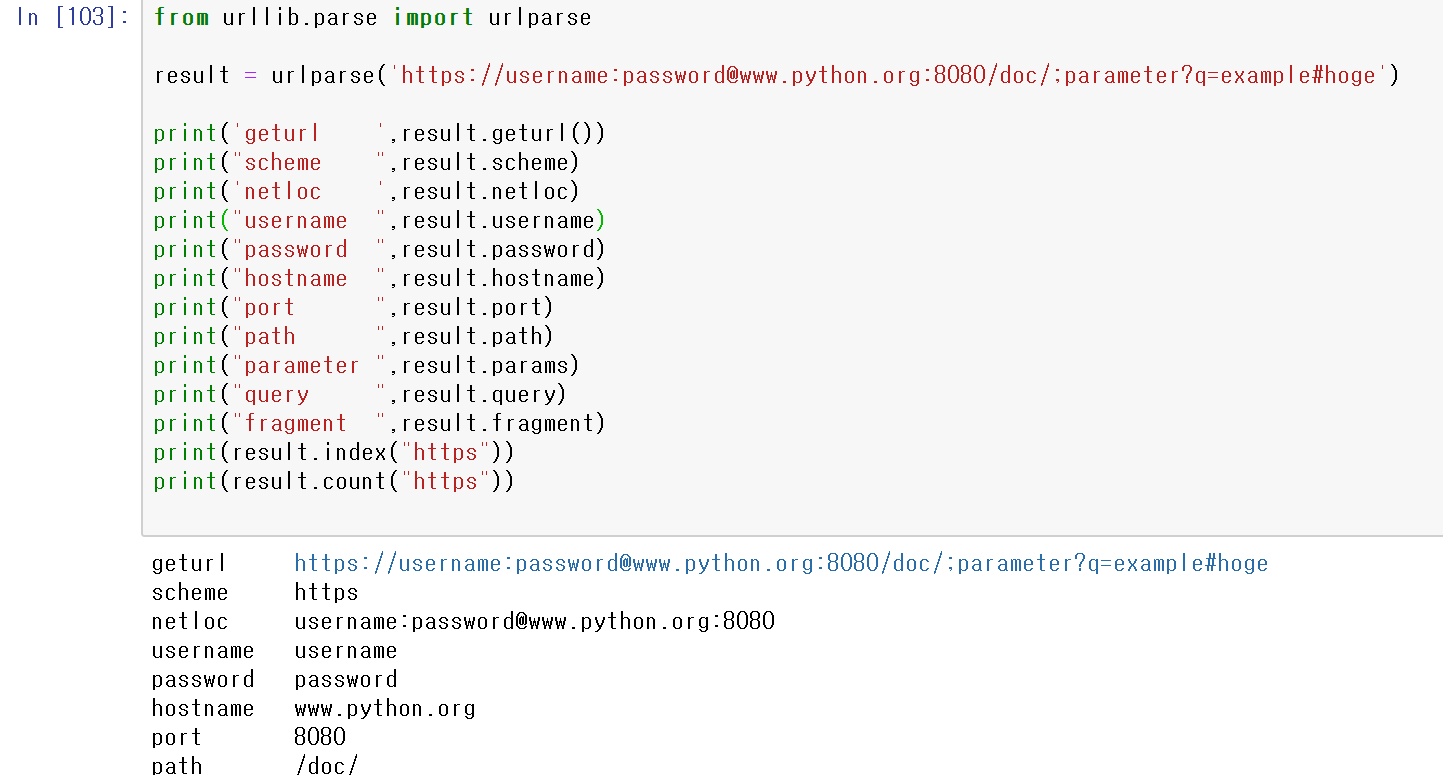 In [103]:
from urllib.parse import urlparse
result = urlparse('https://username:password@www.python.org:8080/doc/;parameter?q=example#hoge')
print('geturl    ',result.geturl())
print("scheme    ",result.scheme)
print('netloc    ',result.netloc)
print("username  ",result.username)
print("password  ",result.password)
print("hostname  ",result.hostname)
print("port      ",result.port)
print("path      ",result.path)
print("parameter ",result.params)
print("query     ",result.query)
print("fragment  ",result.fragment)
print(result.index("https"))
print(result.count("https"))
geturl     https://username:password@www.python.org:8080/doc/;parameter?q=example#hoge
scheme     https
netloc     username:password@www.python.org:8080
username   username
password   password
hostname   www.python.org
port       8080
path       /doc/